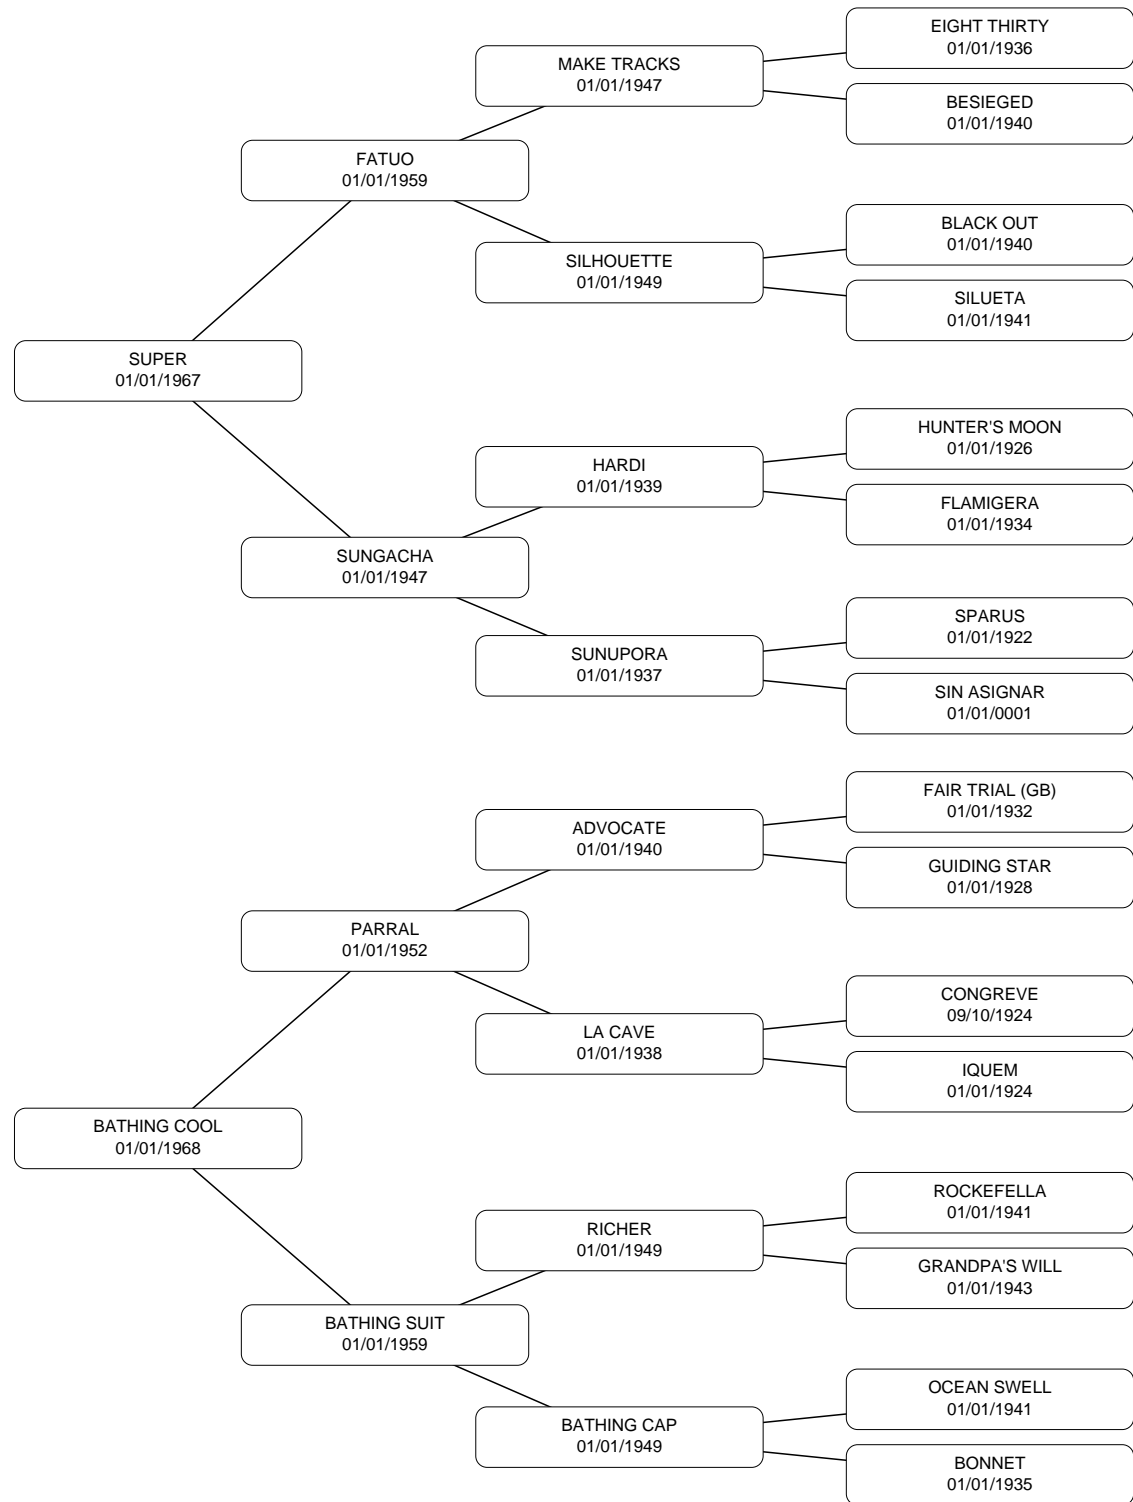 EIGHT THIRTY
01/01/1936
MAKE TRACKS
01/01/1947
BESIEGED
01/01/1940
FATUO
01/01/1959
BLACK OUT
01/01/1940
SILHOUETTE
01/01/1949
SILUETA
01/01/1941
SUPER
01/01/1967
HUNTER'S MOON
01/01/1926
HARDI
01/01/1939
FLAMIGERA
01/01/1934
SUNGACHA
01/01/1947
SPARUS
01/01/1922
SUNUPORA
01/01/1937
SIN ASIGNAR
01/01/0001
FAIR TRIAL (GB)
01/01/1932
ADVOCATE
01/01/1940
GUIDING STAR
01/01/1928
PARRAL
01/01/1952
CONGREVE
09/10/1924
LA CAVE
01/01/1938
IQUEM
01/01/1924
BATHING COOL
01/01/1968
ROCKEFELLA
01/01/1941
RICHER
01/01/1949
GRANDPA'S WILL
01/01/1943
BATHING SUIT
01/01/1959
OCEAN SWELL
01/01/1941
BATHING CAP
01/01/1949
BONNET
01/01/1935